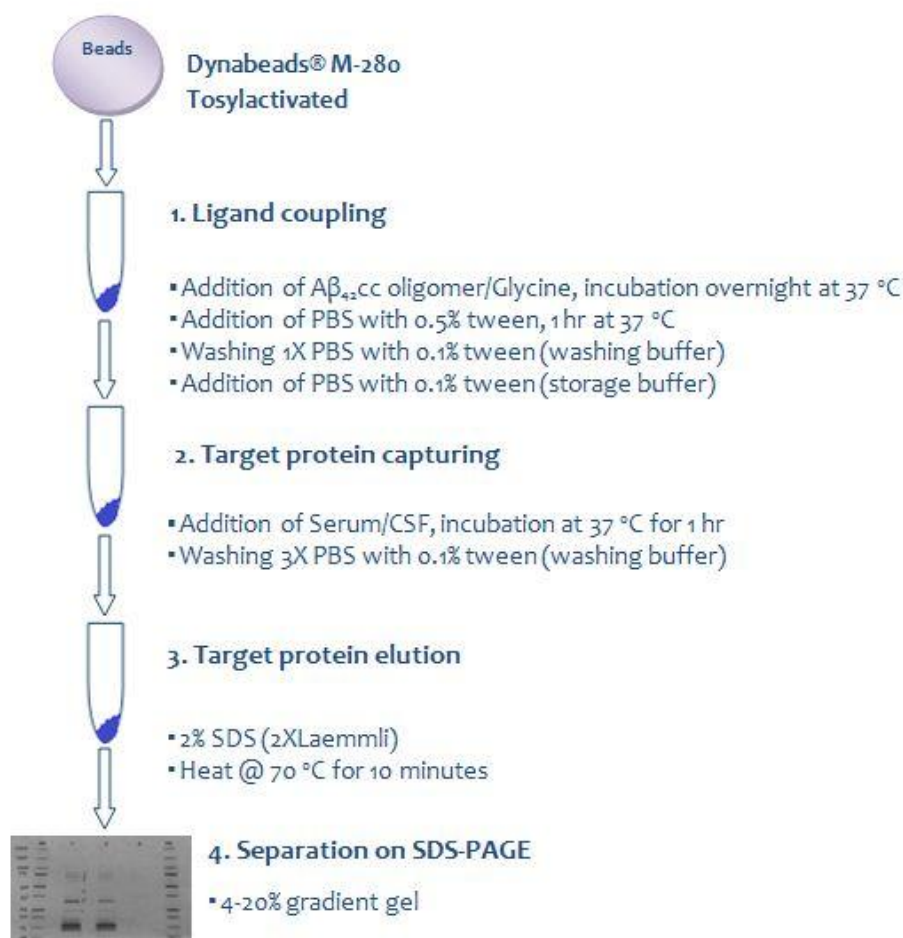 Beads
Dynabeads® M-280
Tosylactivated
1. Ligand coupling
▪Addition of Aβ₄₂cc oligomer/Glycine, incubation overnight at 37 °C
▪Addition of PBS with 0.5% tween, 1 hr at 37 °C
▪Washing 1X PBS with 0.1% tween (washing buffer)
▪Addition of PBS with 0.1% tween (storage buffer)
2. Target protein capturing
▪Addition of Serum/CSF, incubation at 37 °C for 1 hr
▪Washing 3X PBS with 0.1% tween (washing buffer)
3. Target protein elution
▪2% SDS (2XLaemmli)
▪Heat @ 70 °C for 10 minutes
4. Separation on SDS-PAGE
▪4-20% gradient gel